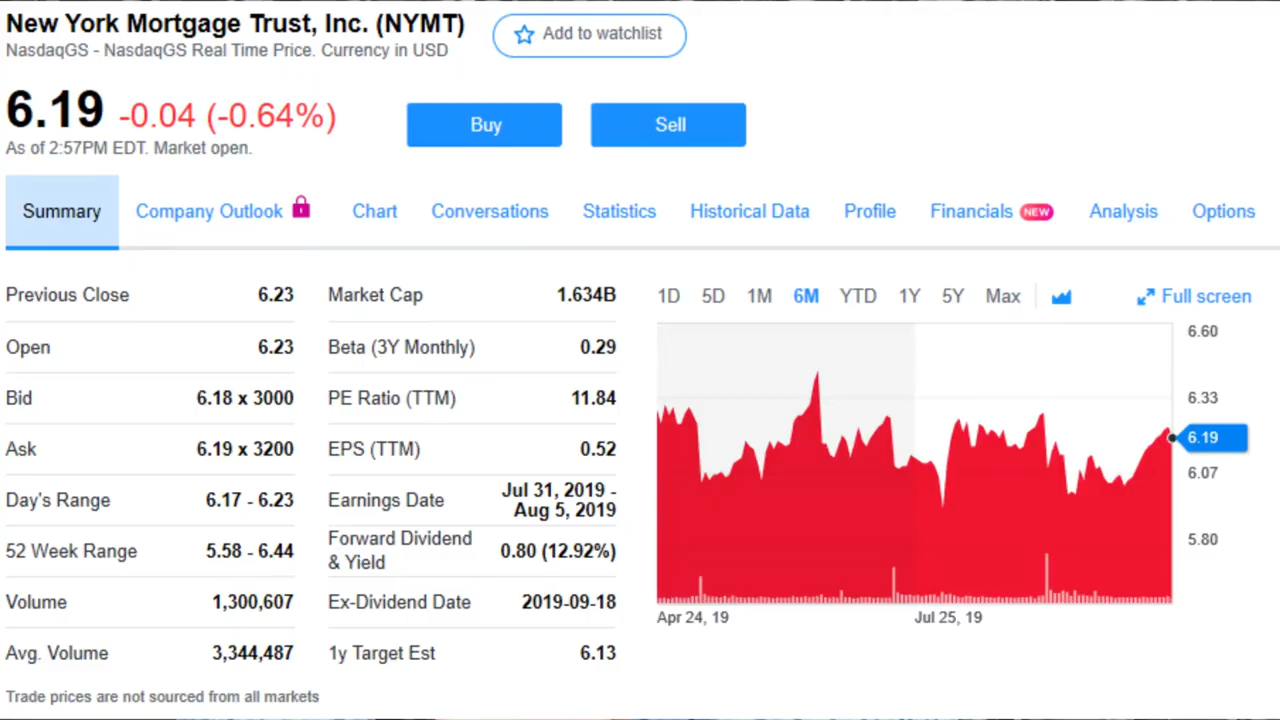 New York Mortgage Trust, Inc. (NYMT)
Add to watchlist
NasdaqGS - NasdaqGS Real Time Price. Currency in USD
6.19 -0.04 (-0.64%)
As of 2:57PM EDT. Market open.
Buy
Sell
Summary
Company Outlook
Chart
Conversations
Statistics
Historical Data
Profile
Financials NEW
Analysis
Options
Previous Close 6.23
Open 6.23
Bid 6.18 x 3000
Ask 6.19 x 3200
Day's Range 6.17 - 6.23
52 Week Range 5.58 - 6.44
Volume 1,300,607
Avg. Volume 3,344,487
Market Cap 1.634B
Beta (3Y Monthly) 0.29
PE Ratio (TTM) 11.84
EPS (TTM) 0.52
Earnings Date Jul 31, 2019 -
Aug 5, 2019
Forward Dividend
& Yield 0.80 (12.92%)
Ex-Dividend Date 2019-09-18
1y Target Est 6.13
1D 5D 1M 6M YTD 1Y 5Y Max
Full screen
6.60
6.33
6.19
6.07
5.80
Apr 24, 19
Jul 25, 19
Trade prices are not sourced from all markets